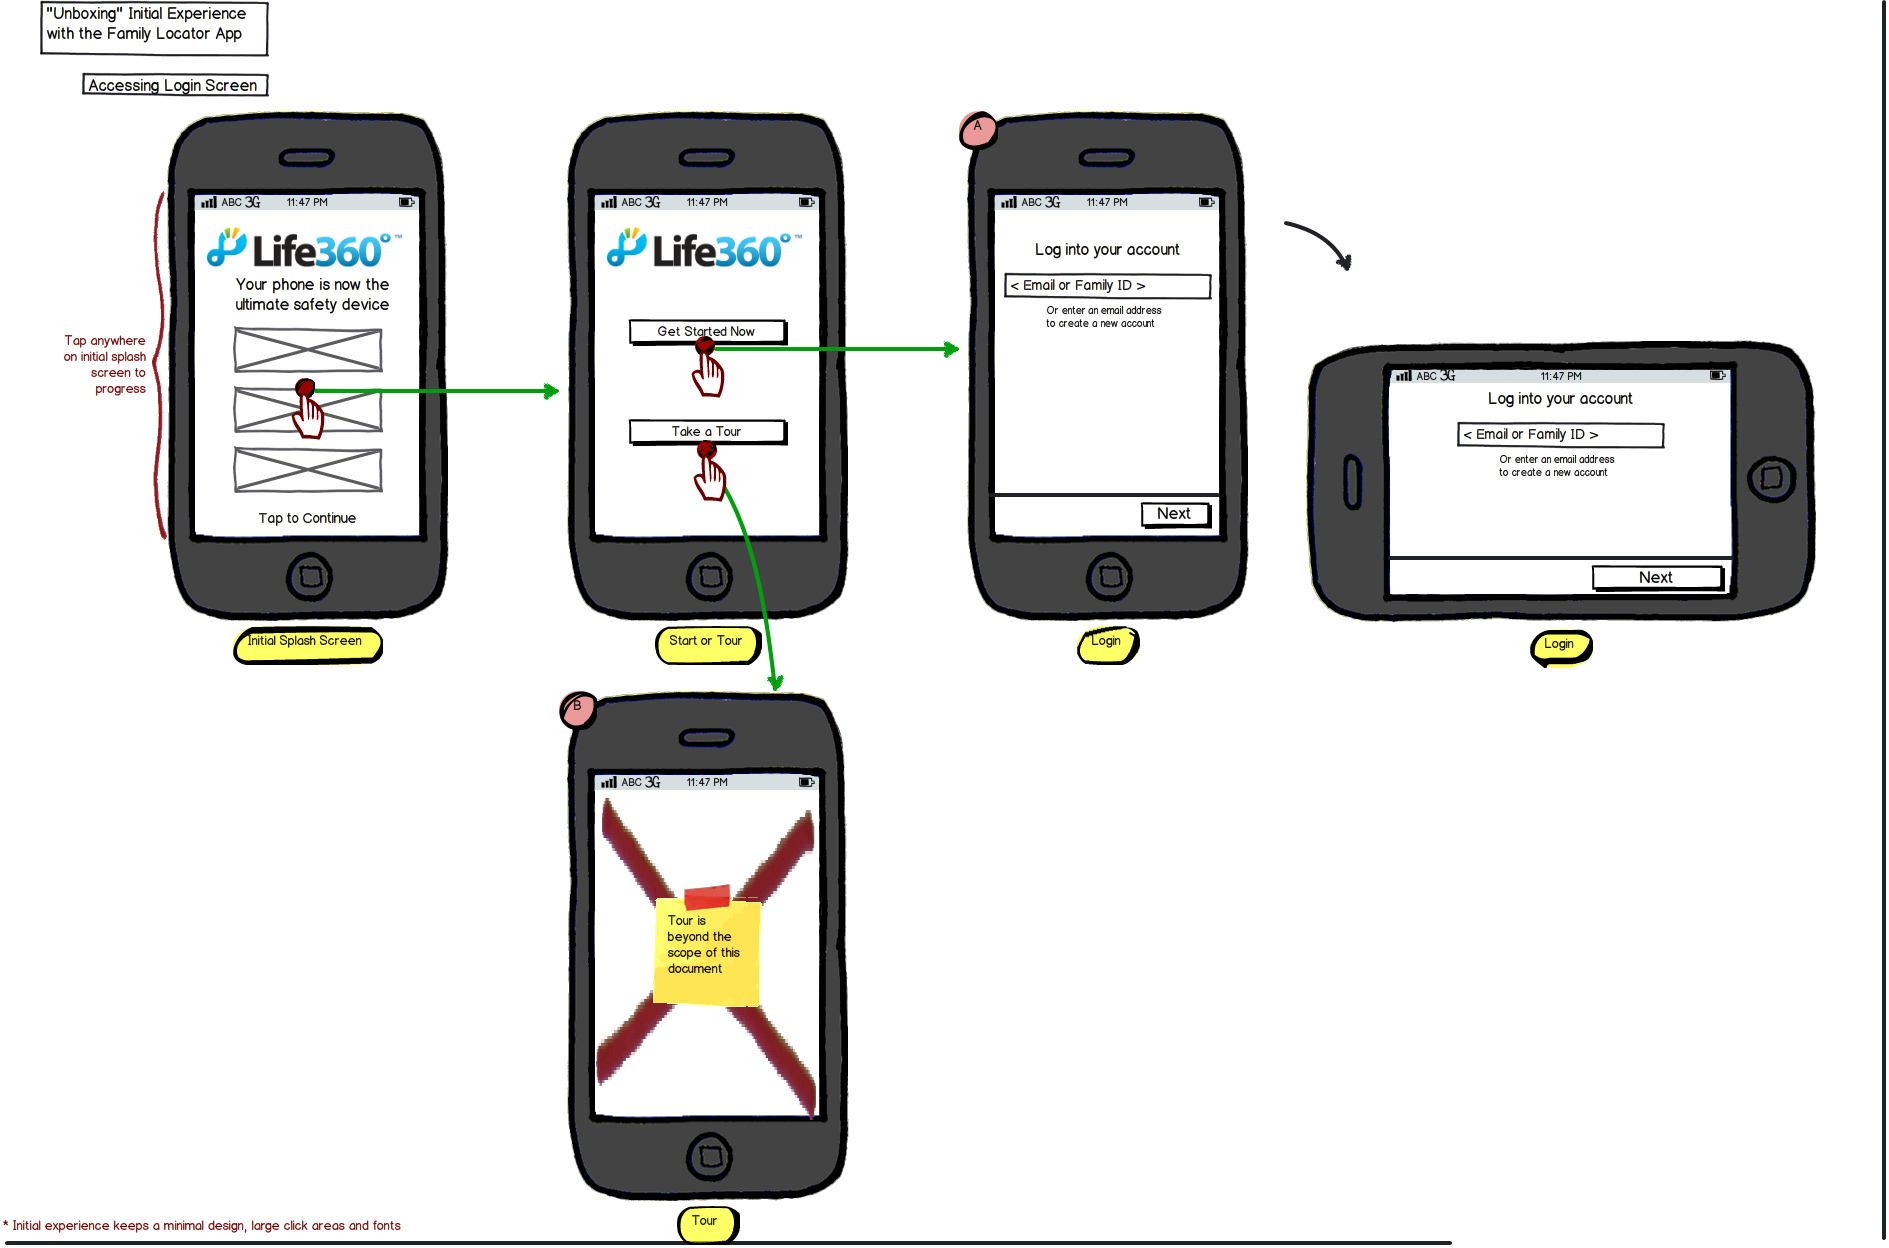 "Unboxing" Initial Experience
with the Family Locator App
Accessing Login Screen
ABC 3G 11:47 PM
Life360°™
Your phone is now the
ultimate safety device
Tap to Continue
Tap anywhere
on initial splash
screen to
progress
Initial Splash Screen
ABC 3G 11:47 PM
Life360°™
Get Started Now
Take a Tour
Start or Tour
A
ABC 3G 11:47 PM
Log into your account
< Email or Family ID >
Or enter an email address
to create a new account
Next
Login
ABC 3G 11:47 PM
Log into your account
< Email or Family ID >
Or enter an email address
to create a new account
Next
Login
B
ABC 3G 11:47 PM
Tour is
beyond the
scope of this
document
Tour
* Initial experience keeps a minimal design, large click areas and fonts